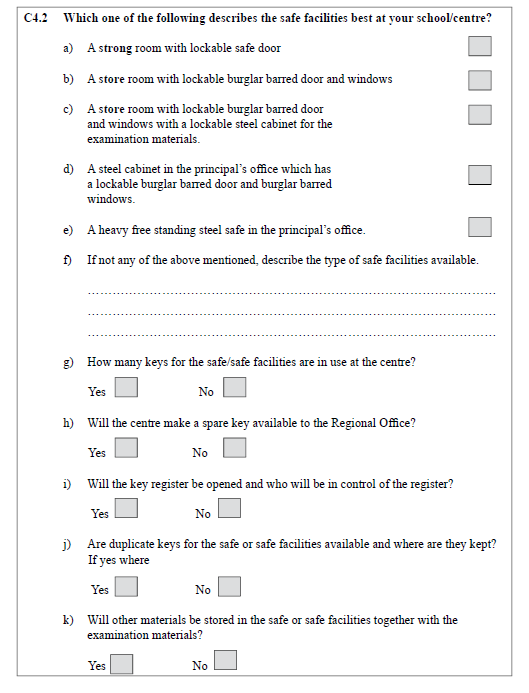 C4.2 Which one of the following describes the safe facilities best at your school/centre?
a) A strong room with lockable safe door
b) A store room with lockable burglar barred door and windows
c) A store room with lockable burglar barred door
and windows with a lockable steel cabinet for the
examination materials.
d) A steel cabinet in the principal's office which has
a lockable burglar barred door and burglar barred
windows.
e) A heavy free standing steel safe in the principal's office.
f) If not any of the above mentioned, describe the type of safe facilities available.
g) How many keys for the safe/safe facilities are in use at the centre?
Yes No
h) Will the centre make a spare key available to the Regional Office?
Yes No
i) Will the key register be opened and who will be in control of the register?
Yes No
j) Are duplicate keys for the safe or safe facilities available and where are they kept?
If yes where
Yes No
k) Will other materials be stored in the safe or safe facilities together with the
examination materials?
Yes No